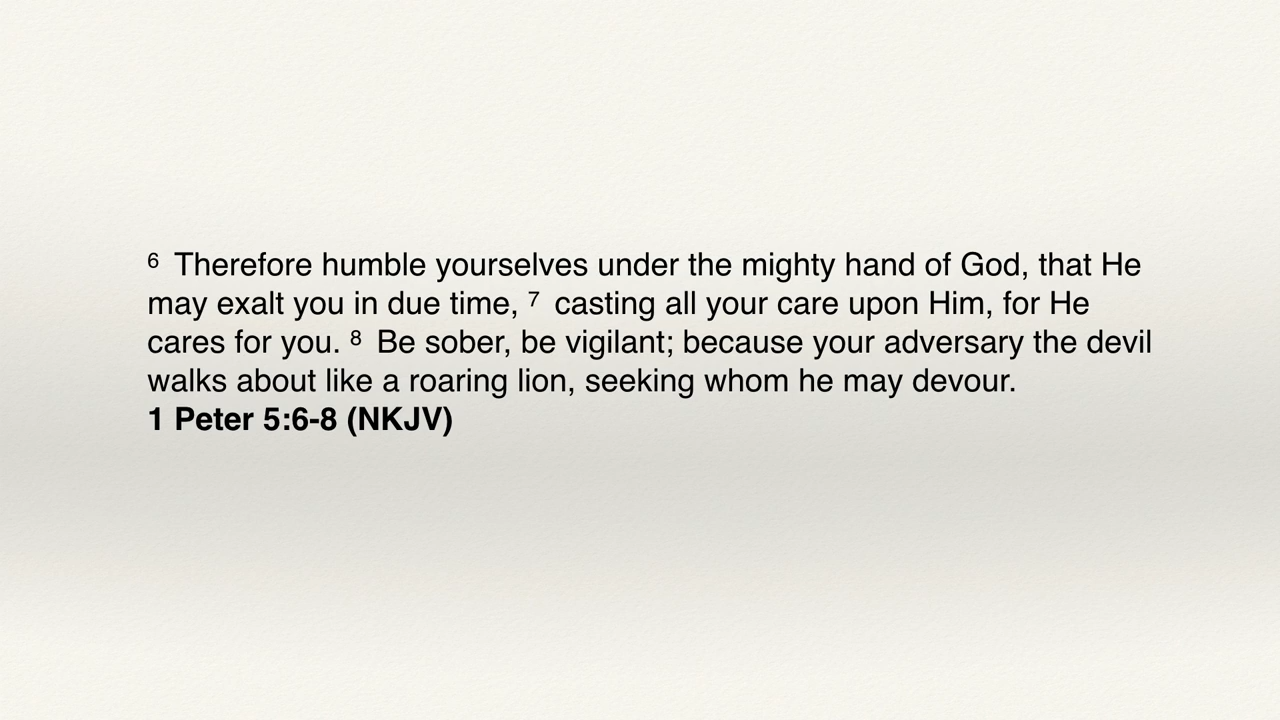 ⁶ Therefore humble yourselves under the mighty hand of God, that He
may exalt you in due time, ⁷ casting all your care upon Him, for He
cares for you. ⁸ Be sober, be vigilant; because your adversary the devil
walks about like a roaring lion, seeking whom he may devour.
1 Peter 5:6-8 (NKJV)